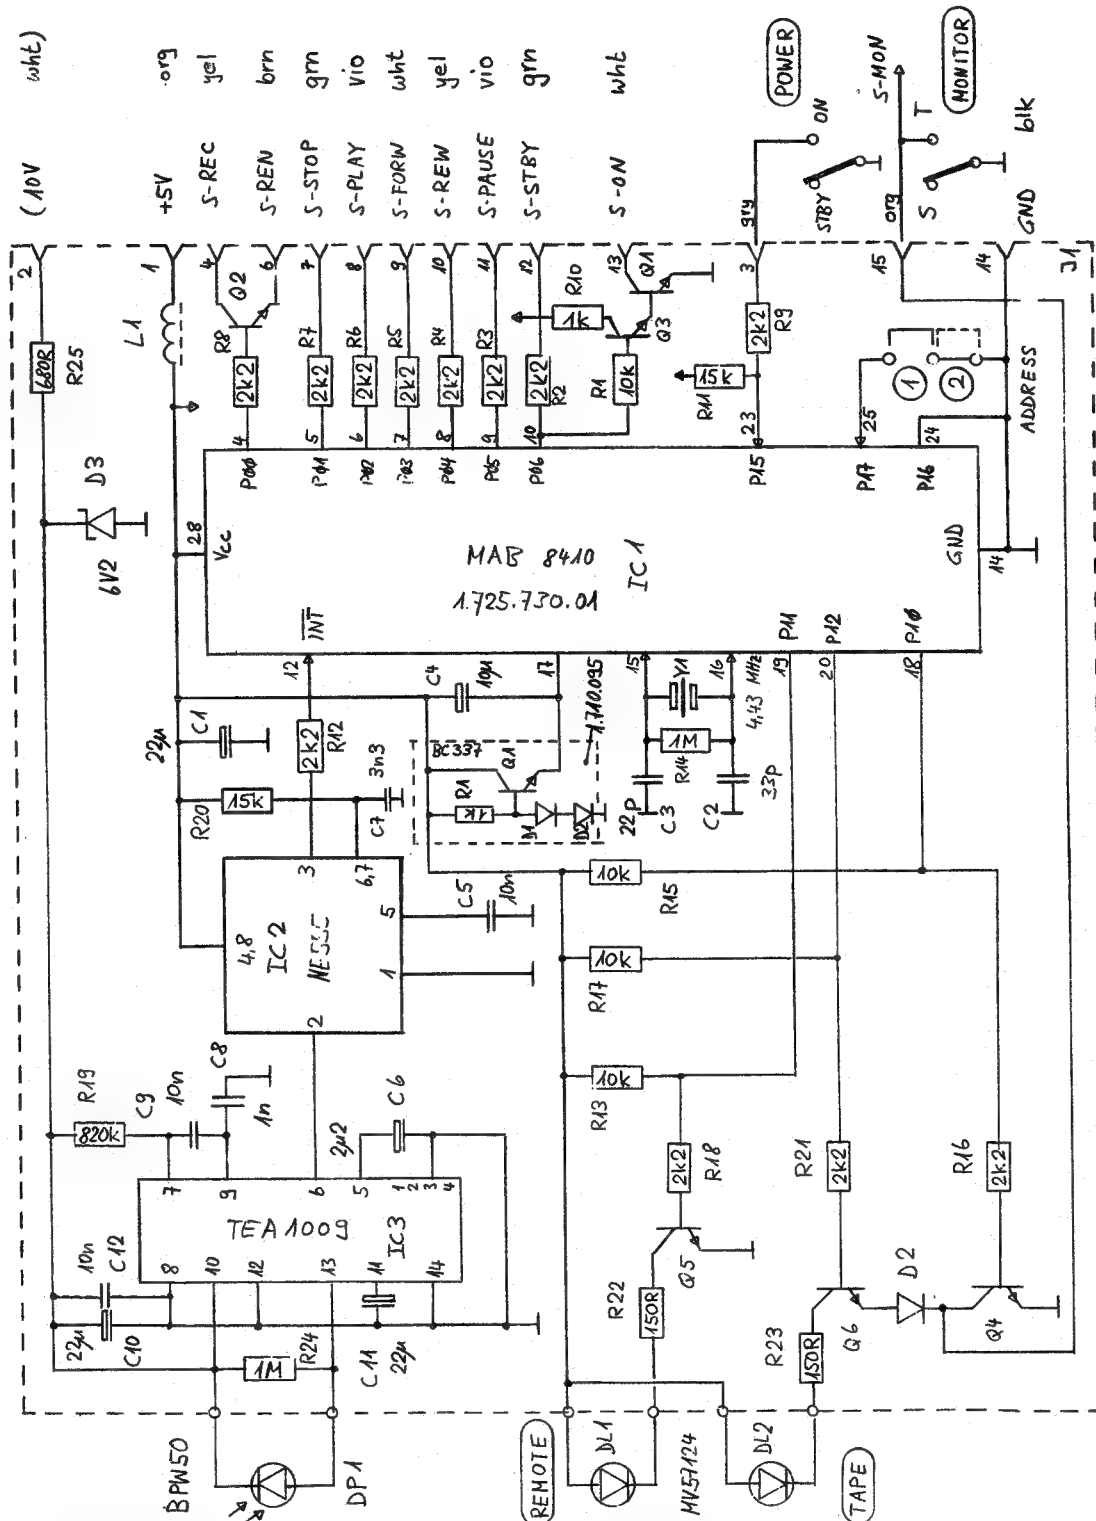 (10V wht)
+5V org
S-REC yel
S-REN brn
S-STOP grn
S-PLAY vio
S-FORW wht
S-REW yel
S-PAUSE vio
S-STBY grn
S-ON wht
POWER
ON
STBY
gry
S-MON
MONITOR
T
S
org
GND blk
2
1
4
6
7
8
9
10
11
12
13
3
15
14
J1
680R
R25
L1
Q2
R8
2k2
R7
2k2
R6
2k2
R5
2k2
R4
2k2
R3
2k2
R2
2k2
R10
1k
Q1
Q3
R1
10k
R11
15k
R9
2k2
1
2
ADDRESS
D3
6V2
28
Vcc
4
PØØ
5
PØ1
6
PØ2
7
PØ3
8
PØ4
9
PØ5
10
PØ6
23
P15
25
P17
24
P16
GND
14
MAB 8410
1.725.730.01
IC1
INT
12
17
15
16
P11
19
P12
20
P1Ø
18
C1
22µ
R12
2k2
R20
15k
C7
3n3
C4
10µ
1.710.095
BC337
Q1
R1
1k
D1
D2
Y1
4,43 MHz
R14
1M
22p
C3
C2
33p
3
6,7
4,8
IC2
NE555
5
1
2
C5
10n
10k
R15
10k
R17
10k
R13
R19
820k
C9
10n
C8
1n
C6
2µ2
7
9
6
5
1
2
3
4
TEA1009
IC3
8
10
12
13
11
14
10n
C12
22µ
C10
1M
R24
C11
22µ
2k2
R18
R21
2k2
R16
2k2
Q5
R22
150R
R23
150R
Q6
D2
Q4
BPW50
DP1
REMOTE
DL1
MV57124
DL2
TAPE